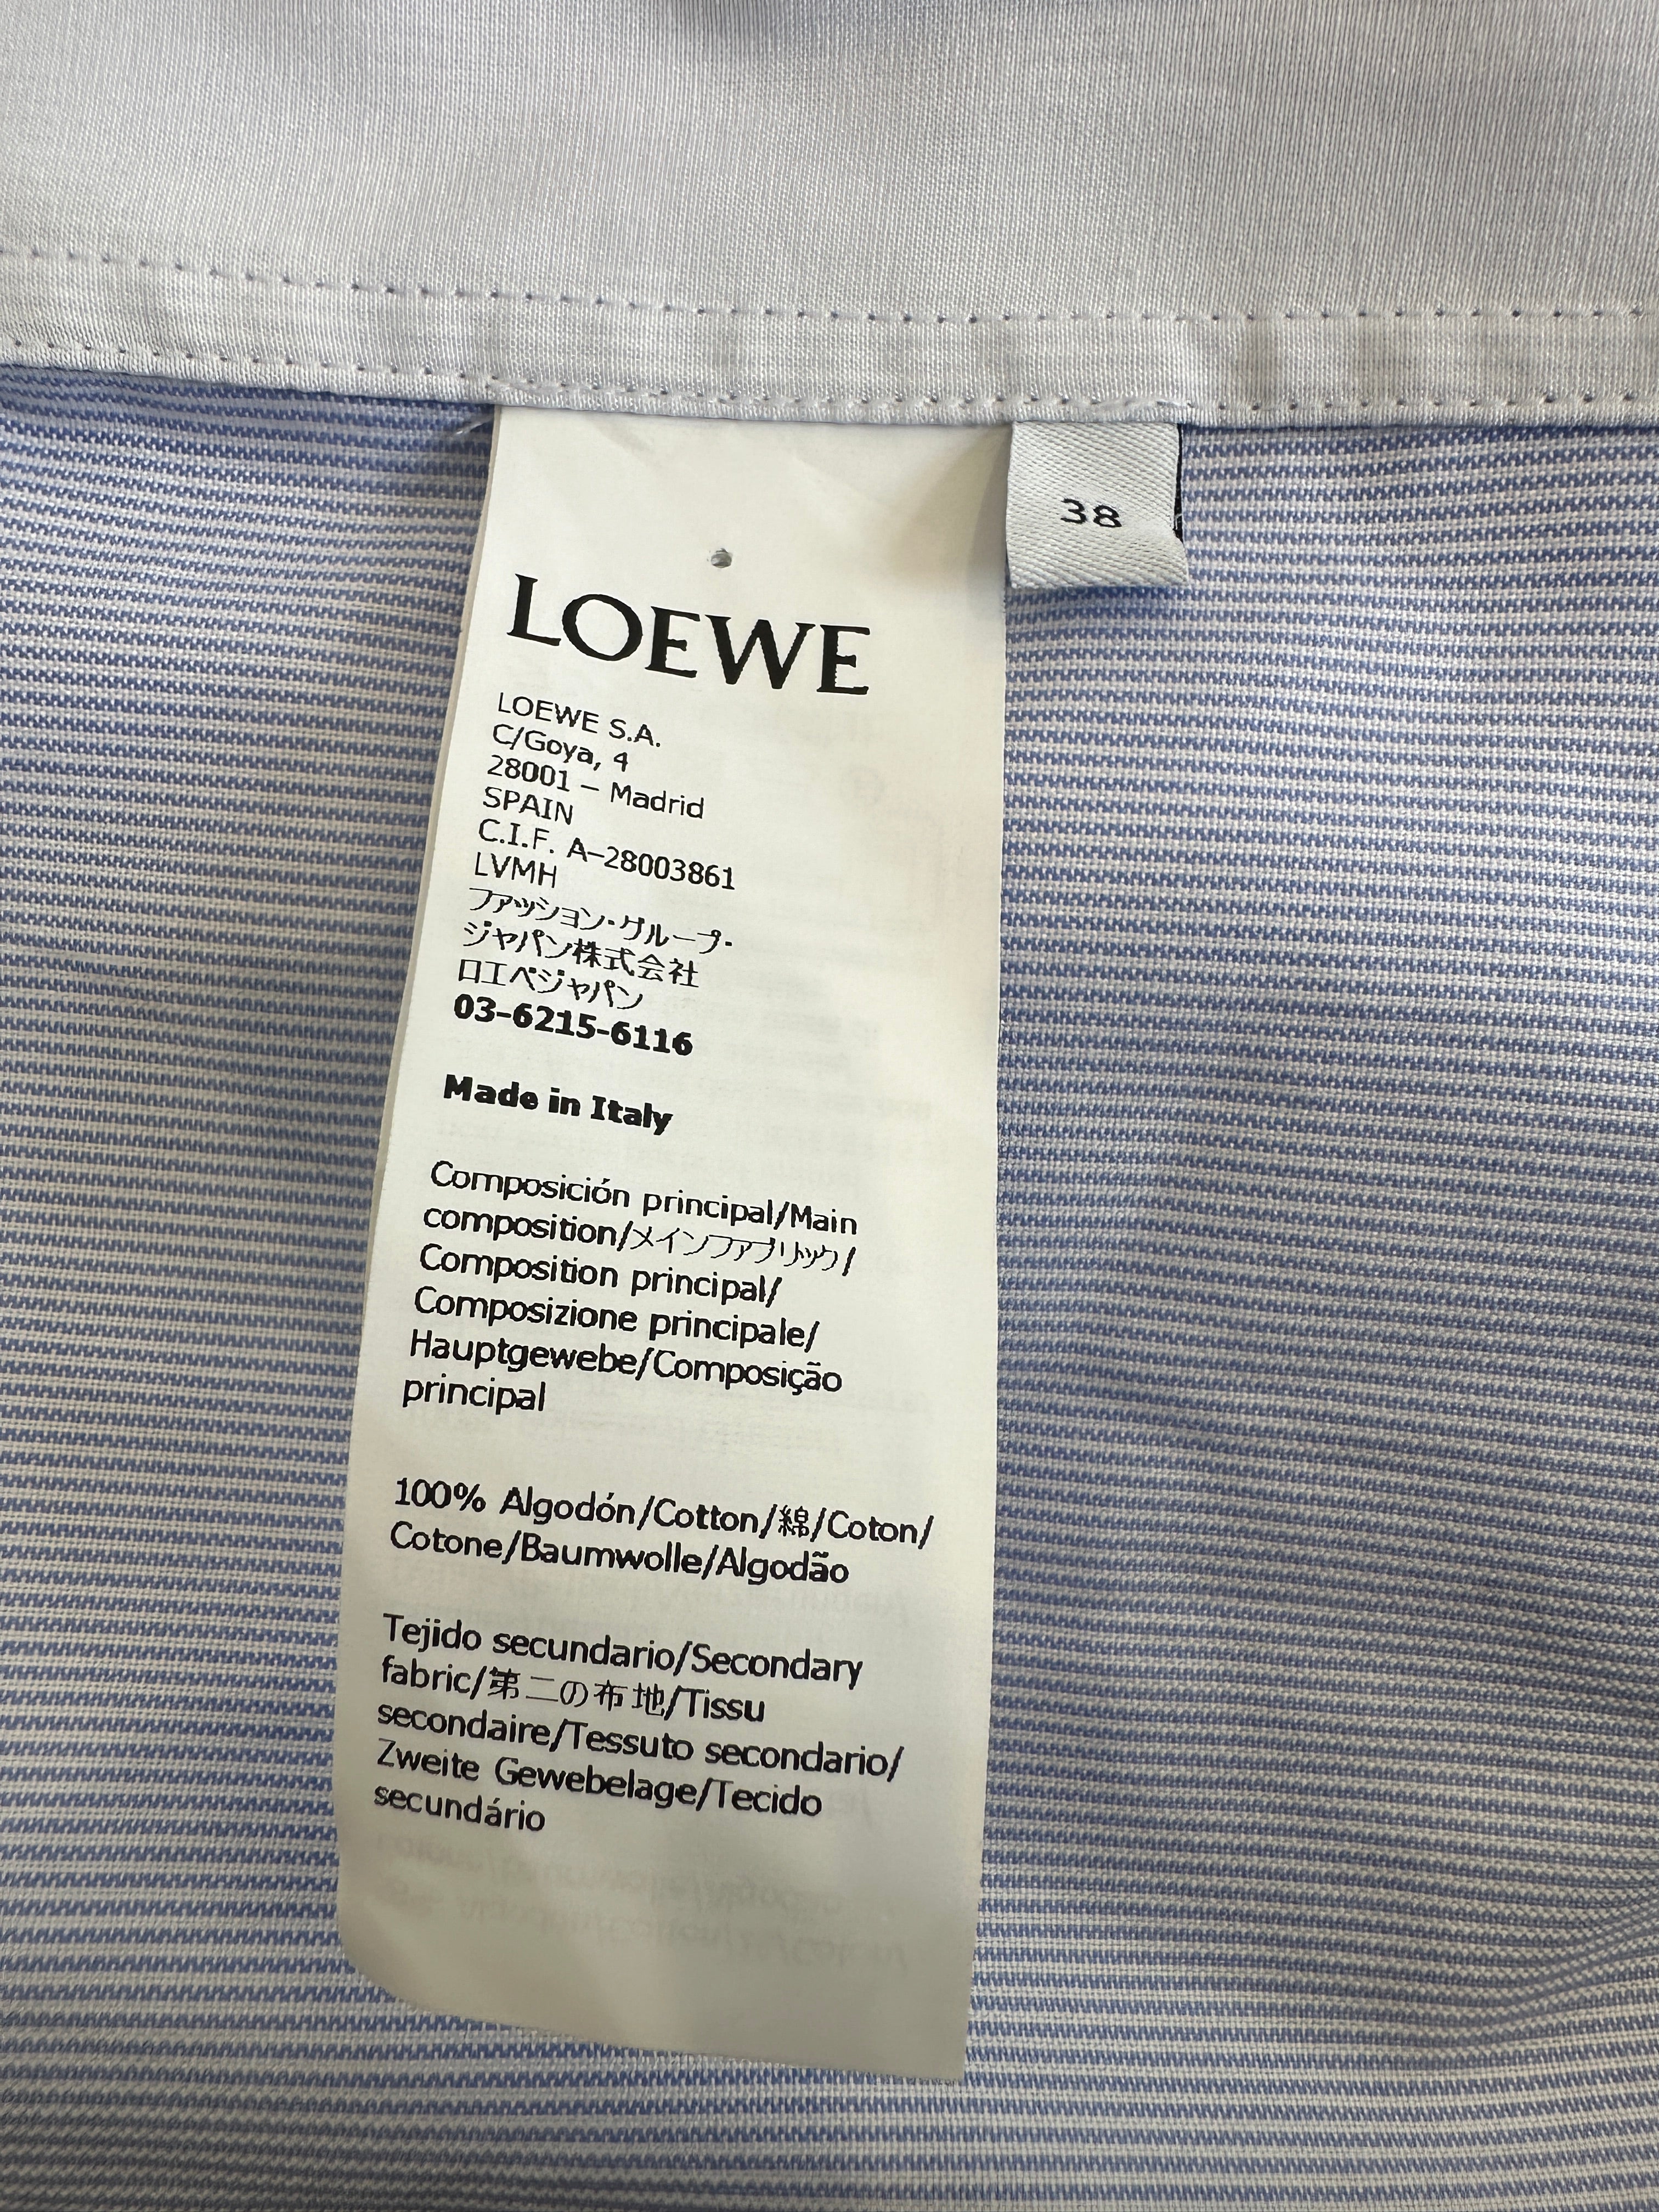 38
LOEWE
LOEWE S.A.
C/Goya, 4
28001 – Madrid
SPAIN
C.I.F. A–28003861
LVMH
ファッション・グループ・
ジャパン株式会社
ロエベジャパン
03-6215-6116
Made in Italy
Composición principal/Main
composition/メインファブリック/
Composition principal/
Composizione principale/
Hauptgewebe/Composição
principal
100% Algodón/Cotton/綿/Coton/
Cotone/Baumwolle/Algodão
Tejido secundario/Secondary
fabric/第二の布地/Tissu
secondaire/Tessuto secondario/
Zweite Gewebelage/Tecido
secundário